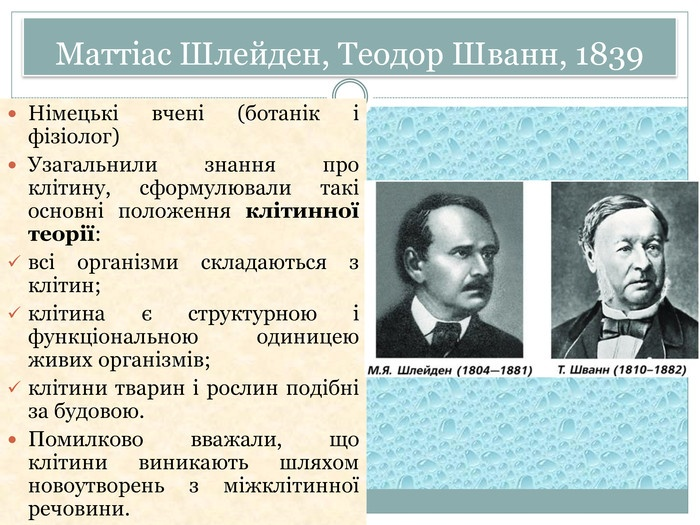 Маттіас Шлейден, Теодор Шванн, 1839
Німецькі вчені (ботанік і
фізіолог)
Узагальнили знання про
клітину, сформулювали такі
основні положення клітинної
теорії:
всі організми складаються з
клітин;
клітина є структурною і
функціональною одиницею
живих організмів;
клітини тварин і рослин подібні
за будовою.
Помилково вважали, що
клітини виникають шляхом
новоутворень з міжклітинної
речовини.
М.Я. Шлейден (1804—1881)
Т. Шванн (1810–1882)